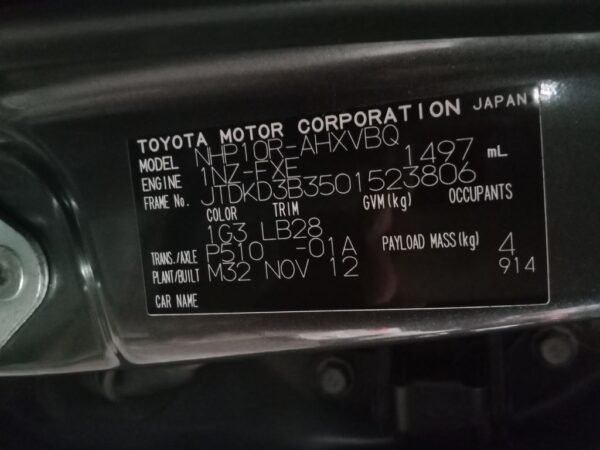 TOYOTA MOTOR CORPORATION JAPAN
MODEL NHP10R-AHXVBQ
ENGINE 1NZ-FXE 1497 mL
FRAME No. JTDKD3B3501523806
COLOR TRIM GVM(kg) OCCUPANTS
1G3 LB28
TRANS./AXLE P510 -01A PAYLOAD MASS(kg) 4
PLANT/BUILT M32 NOV 12 914
CAR NAME